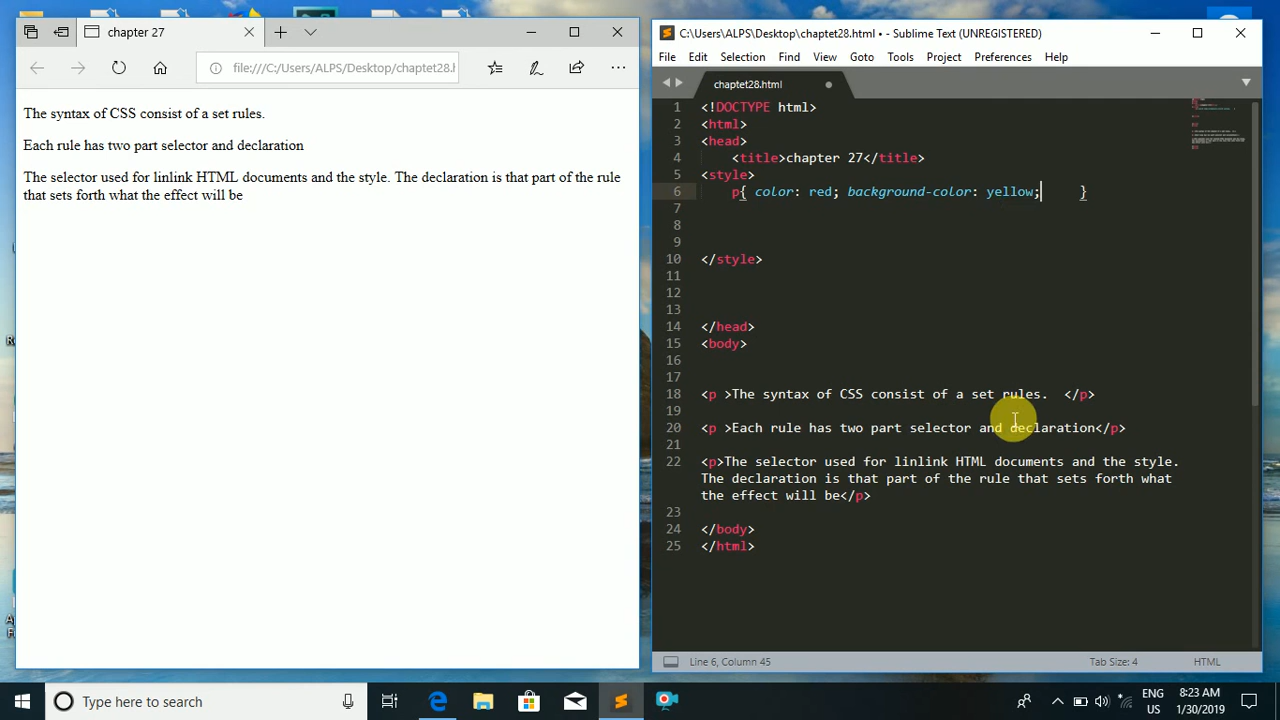 chapter 27
file:///C:/Users/ALPS/Desktop/chaptet28.h
The syntax of CSS consist of a set rules.
Each rule has two part selector and declaration
The selector used for linlink HTML documents and the style. The declaration is that part of the rule
that sets forth what the effect will be
C:\Users\ALPS\Desktop\chaptet28.html • - Sublime Text (UNREGISTERED)
File Edit Selection Find View Goto Tools Project Preferences Help
chaptet28.html
1 <!DOCTYPE html>
2 <html>
3 <head>
4 <title>chapter 27</title>
5 <style>
6 p{ color: red; background-color: yellow; }
7
8
9
10 </style>
11
12
13
14 </head>
15 <body>
16
17
18 <p >The syntax of CSS consist of a set rules. </p>
19
20 <p >Each rule has two part selector and declaration</p>
21
22 <p>The selector used for linlink HTML documents and the style.
The declaration is that part of the rule that sets forth what
the effect will be</p>
23
24 </body>
25 </html>
Line 6, Column 45 Tab Size: 4 HTML
Type here to search
ENG
US
8:23 AM
1/30/2019